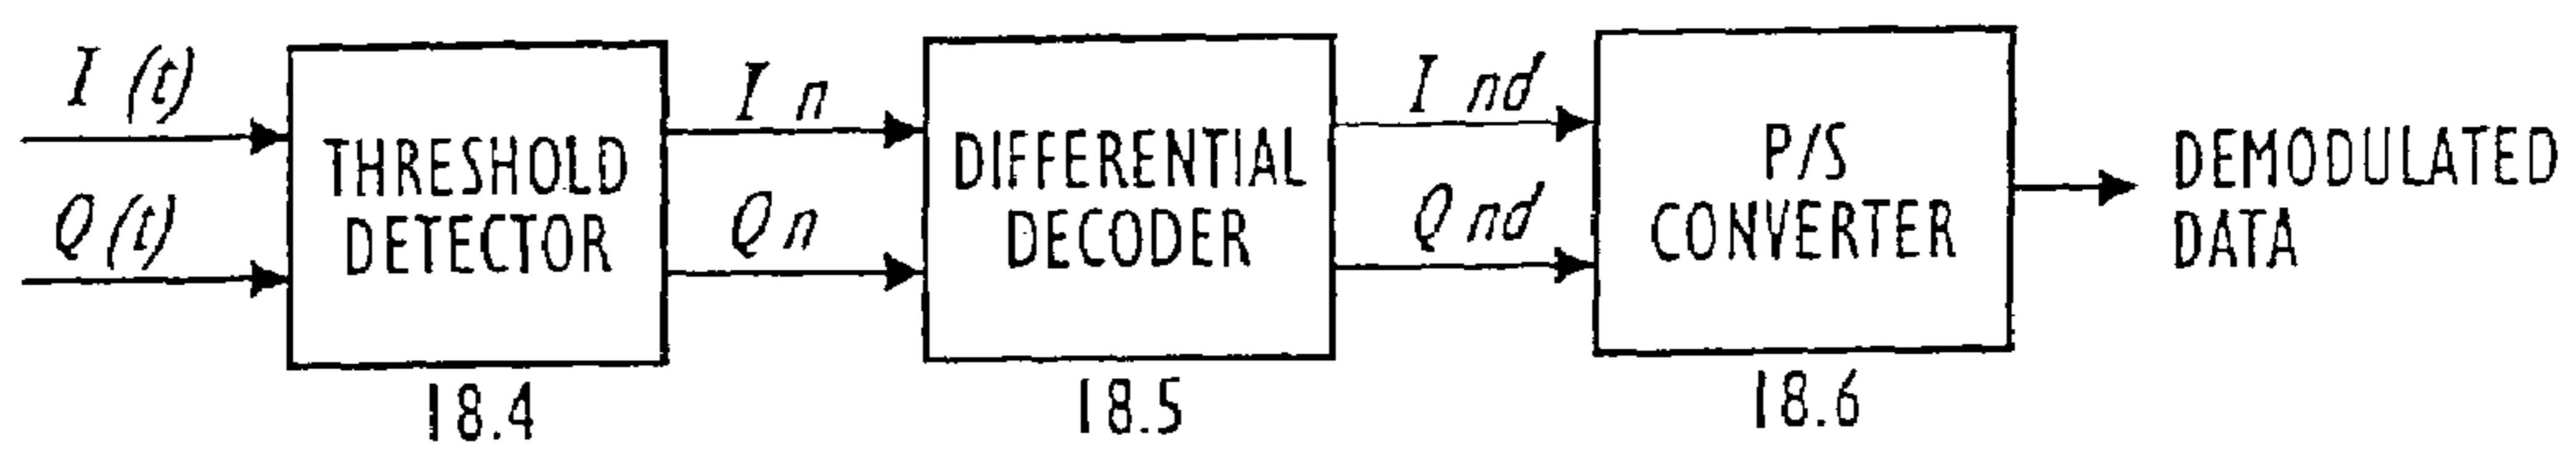 I (t)
Q (t)
THRESHOLD
DETECTOR
18.4
I n
Q n
DIFFERENTIAL
DECODER
18.5
I nd
Q nd
P/S
CONVERTER
18.6
DEMODULATED
DATA